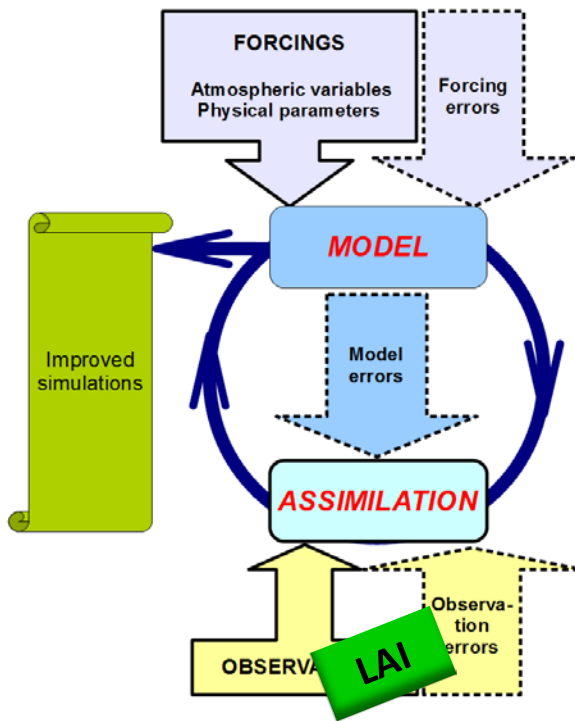 FORCINGS
Atmospheric variables
Physical parameters
Forcing
errors
MODEL
Improved
simulations
Model
errors
ASSIMILATION
Observa-
tion
errors
LAI